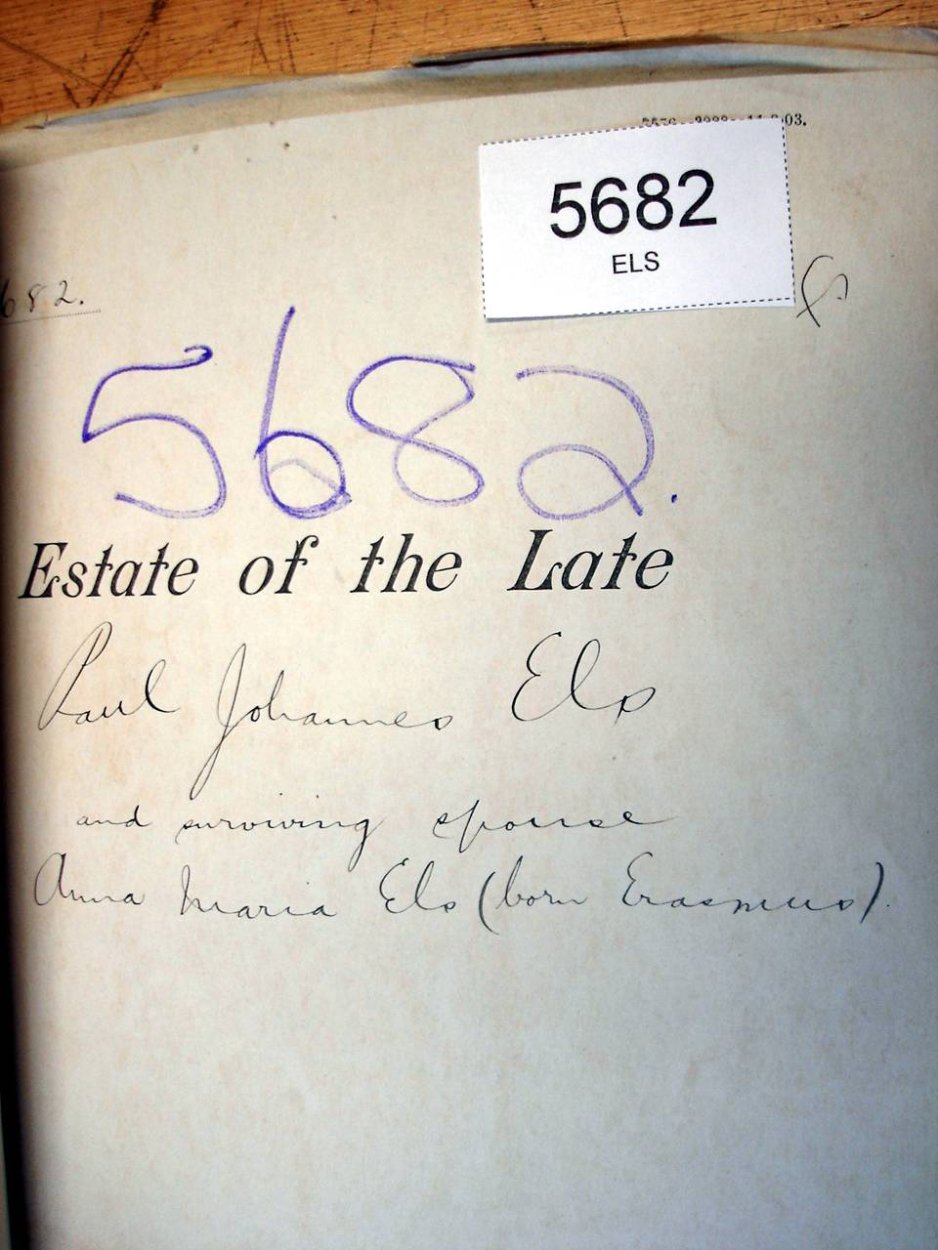 03.
5682
ELS
682.
5682.
Estate of the Late
Paul Johannes Els
and surviving spouse
Anna Maria Els (born Erasmus).